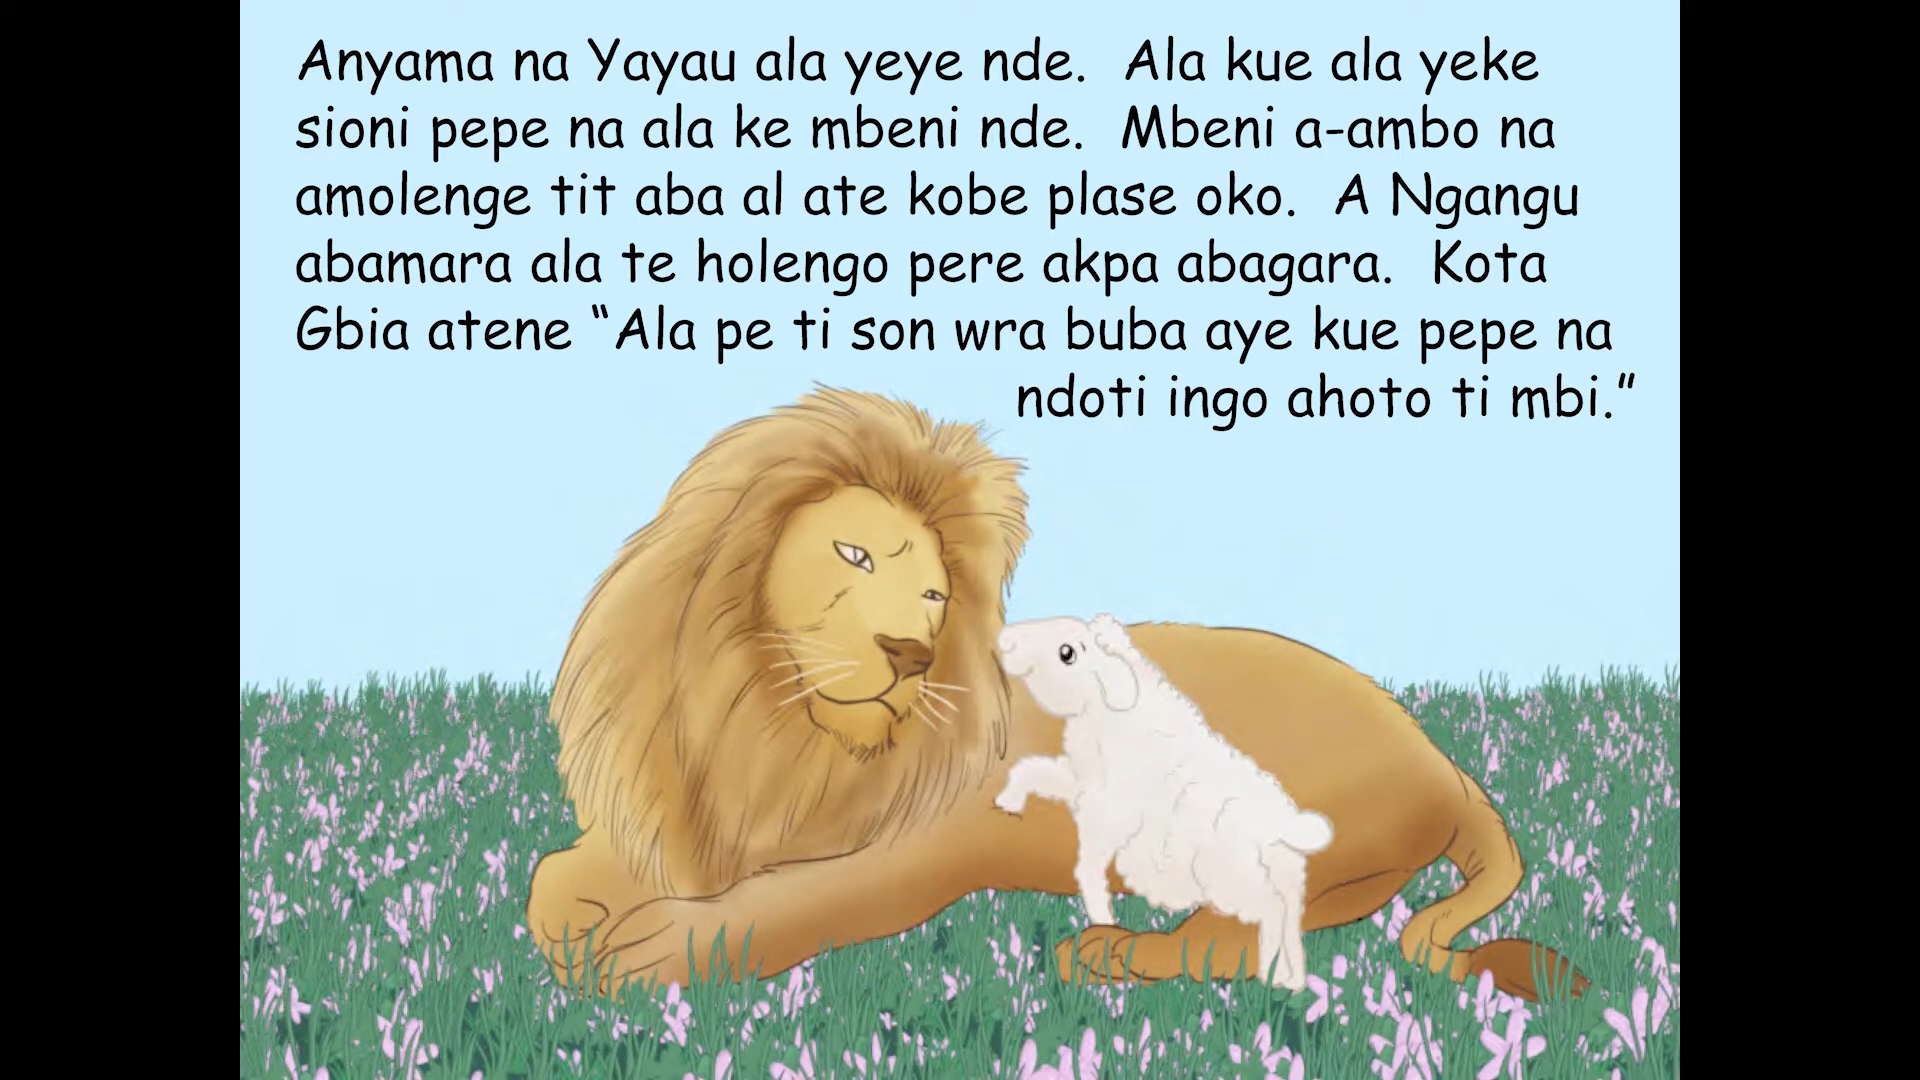 Anyama na Yayau ala yeye nde.  Ala kue ala yeke
sioni pepe na ala ke mbeni nde.  Mbeni a-ambo na
amolenge tit aba al ate kobe plase oko.  A Ngangu
abamara ala te holengo pere akpa abagara.  Kota
Gbia atene “Ala pe ti son wra buba aye kue pepe na
ndoti ingo ahoto ti mbi.”